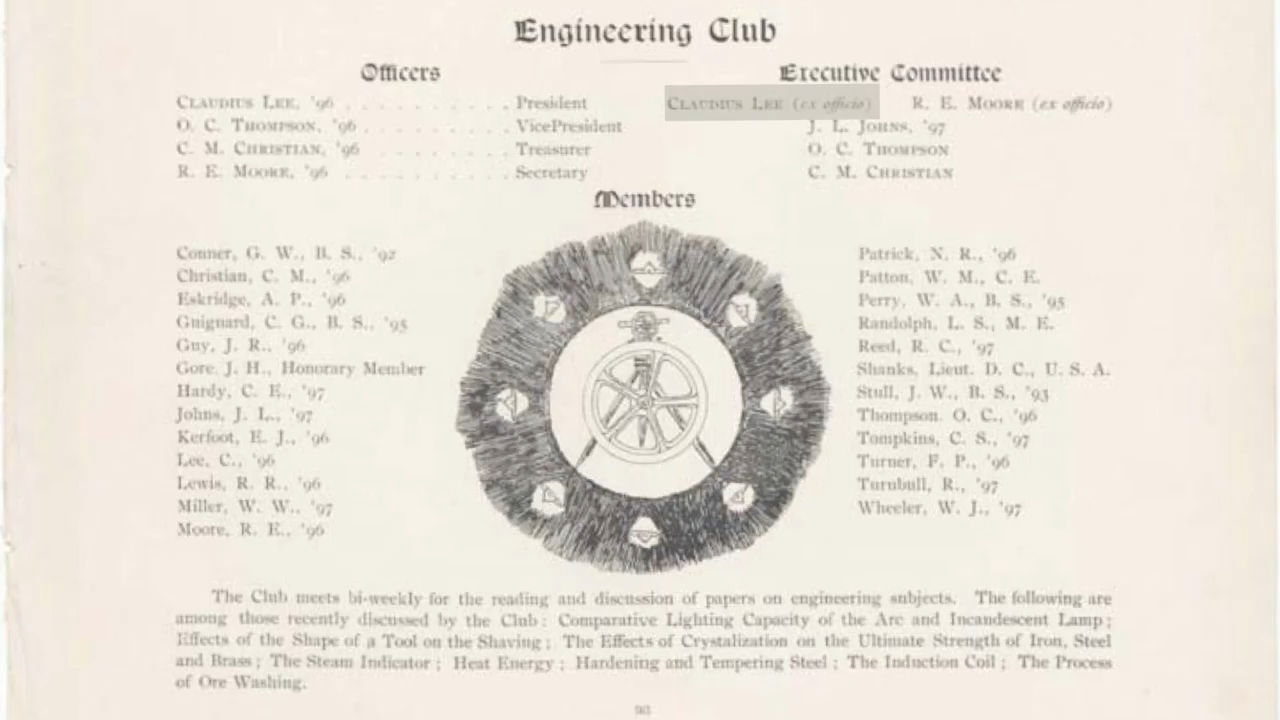 Engineering Club
Officers
CLAUDIUS LEE, '96 . . . . . . . . . . President
O. C. THOMPSON, '96 . . . . . . . . . VicePresident
C. M. CHRISTIAN, '96 . . . . . . . . Treasurer
R. E. MOORE, '96 . . . . . . . . . . Secretary
Executive Committee
CLAUDIUS LEE (ex officio) R. E. MOORE (ex officio)
J. L. JOHNS, '97
O. C. THOMPSON
C. M. CHRISTIAN
Members
Conner, G. W., B. S., '92
Christian, C. M., '96
Eskridge, A. P., '96
Guignard, C. G., B. S., '95
Guy, J. R., '96
Gore, J. H., Honorary Member
Hardy, C. E., '97
Johns, J. L., '97
Kerfoot, E. J., '96
Lee, C., '96
Lewis, R. R., '96
Miller, W. W., '97
Moore, R. E., '96
Patrick, N. R., '96
Patton, W. M., C. E.
Perry, W. A., B. S., '95
Randolph, L. S., M. E.
Reed, R. C., '97
Shanks, Lieut. D. C., U. S. A.
Stull, J. W., B. S., '93
Thompson. O. C., '96
Tompkins, C. S., '97
Turner, F. P., '96
Turnbull, R., '97
Wheeler, W. J., '97
The Club meets bi-weekly for the reading and discussion of papers on engineering subjects. The following are
among those recently discussed by the Club : Comparative Lighting Capacity of the Arc and Incandescent Lamp ;
Effects of the Shape of a Tool on the Shaving ; The Effects of Crystalization on the Ultimate Strength of Iron, Steel
and Brass ; The Steam Indicator ; Heat Energy ; Hardening and Tempering Steel ; The Induction Coil ; The Process
of Ore Washing.